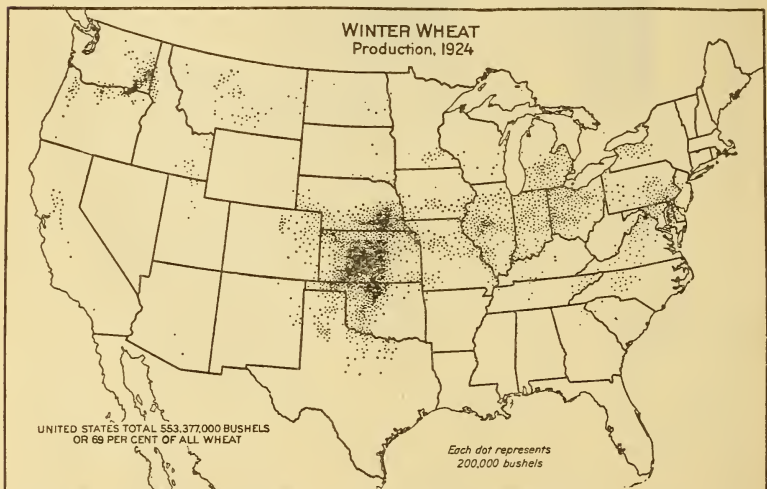 WINTER WHEAT
Production, 1924
UNITED STATES TOTAL 553,377,000 BUSHELS
OR 69 PER CENT OF ALL WHEAT
Each dot represents
200,000 bushels